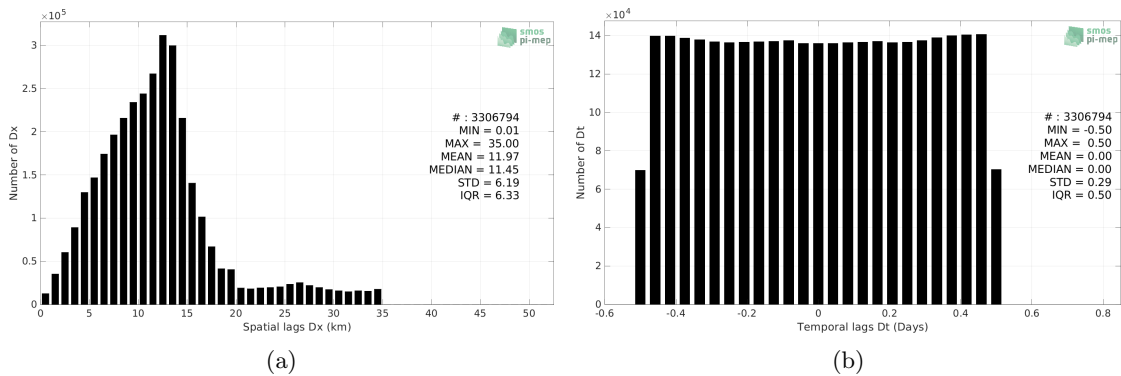 ×10⁵
3
2.5
2
1.5
1
0.5
0
Number of Dx
0 5 10 15 20 25 30 35 40 45 50
Spatial lags Dx (km)
smos
pi-mep
# : 3306794
MIN = 0.01
MAX = 35.00
MEAN = 11.97
MEDIAN = 11.45
STD = 6.19
IQR = 6.33
(a)
×10⁴
14
12
10
8
6
4
2
0
Number of Dt
-0.6 -0.4 -0.2 0 0.2 0.4 0.6 0.8
Temporal lags Dt (Days)
smos
pi-mep
# : 3306794
MIN = -0.50
MAX = 0.50
MEAN = 0.00
MEDIAN = 0.00
STD = 0.29
IQR = 0.50
(b)